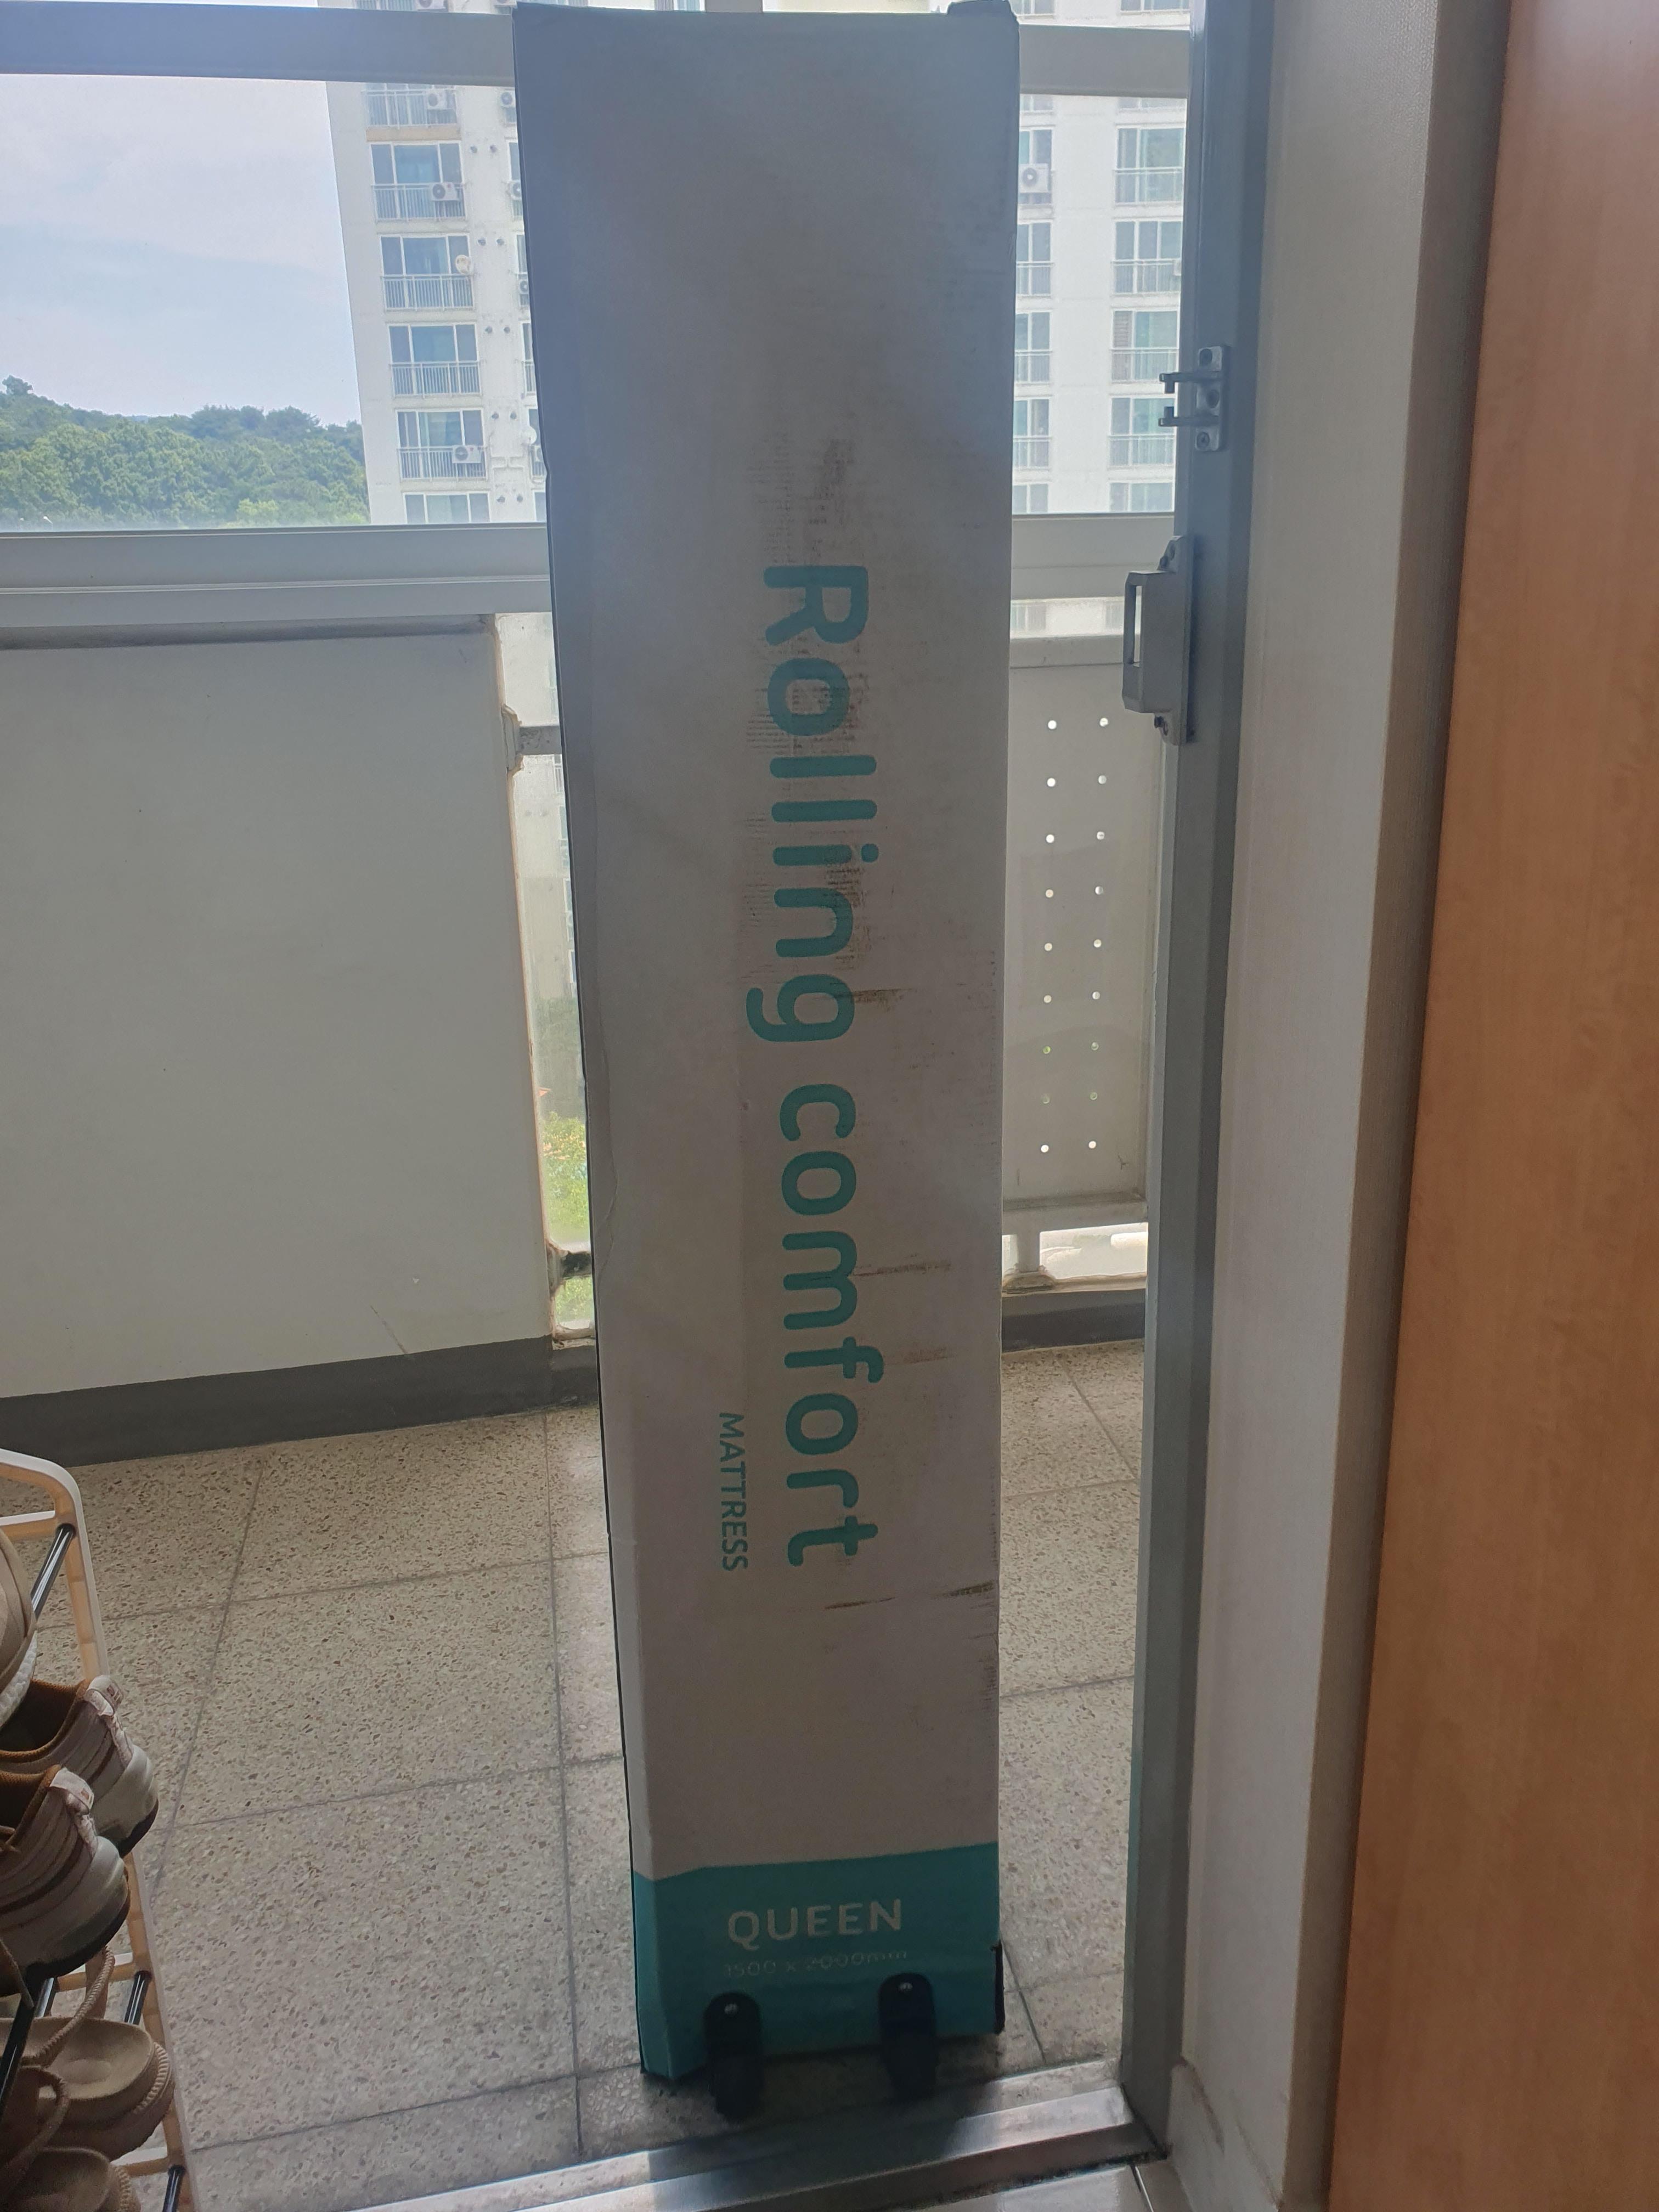 Rolling comfort
MATTRESS
QUEEN
1500 x 2000mm